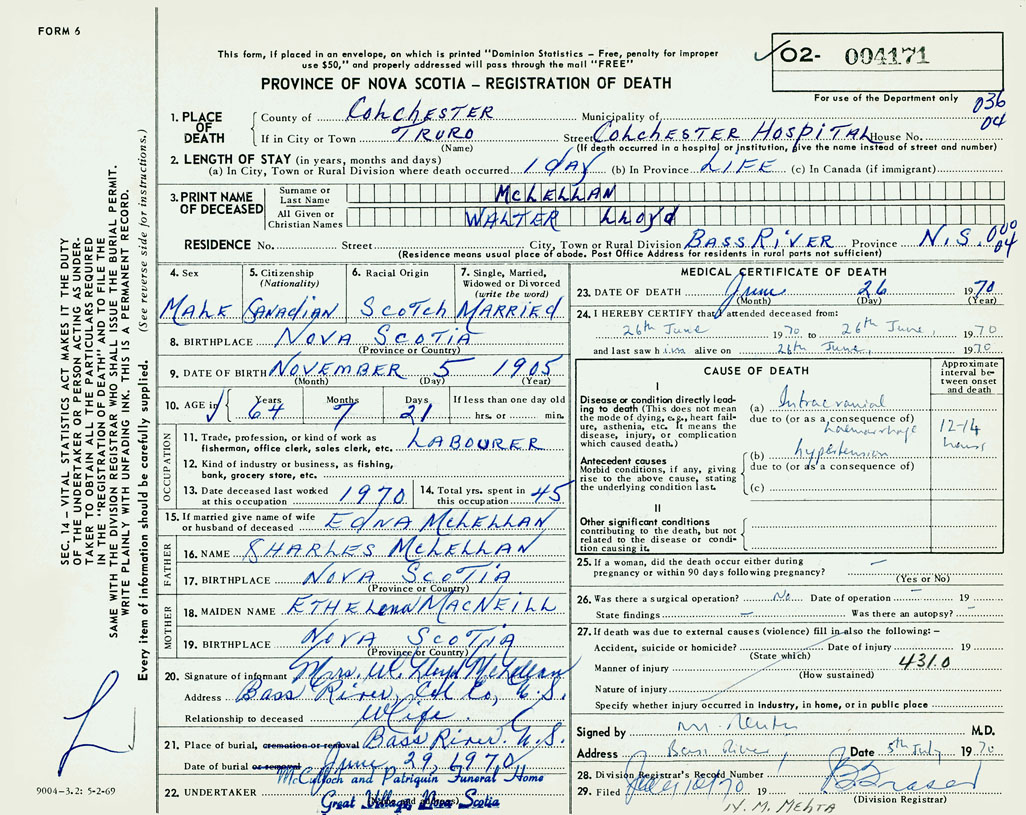 FORM 6
This form, if placed in an envelope, on which is printed "Dominion Statistics – Free, penalty for improper
use $50," and properly addressed will pass through the mail "FREE"
PROVINCE OF NOVA SCOTIA – REGISTRATION OF DEATH
O2- 004171
For use of the Department only
036
04
1. PLACE OF DEATH
County of Colchester Municipality of
If in City or Town TRURO Street Colchester Hospital House No.
(Name) (If death occurred in a hospital or institution, give the name instead of street and number)
2. LENGTH OF STAY (in years, months and days)
(a) In City, Town or Rural Division where death occurred 1 day (b) In Province LIFE (c) In Canada (if immigrant)
3. PRINT NAME OF DECEASED
Surname or Last Name McLELLAN
All Given or Christian Names WALTER LLOYD
RESIDENCE No. Street City, Town or Rural Division BASS RIVER Province N.S. 000
04
(Residence means usual place of abode. Post Office Address for residents in rural parts not sufficient)
4. Sex
MALE
5. Citizenship
(Nationality)
CANADIAN
6. Racial Origin
SCOTCH
7. Single, Married,
Widowed or Divorced
(write the word)
MARRIED
8. BIRTHPLACE NOVA SCOTIA
(Province or Country)
9. DATE OF BIRTH NOVEMBER 5 1905
(Month) (Day) (Year)
10. AGE Years Months Days If less than one day old
64 7 21 hrs. or min.
OCCUPATION
11. Trade, profession, or kind of work as
fisherman, office clerk, sales clerk, etc. LABOURER
12. Kind of industry or business, as fishing,
bank, grocery store, etc.
13. Date deceased last worked
at this occupation 1970
14. Total yrs. spent in
this occupation 45
15. If married give name of wife
or husband of deceased EDNA McLELLAN
FATHER
16. NAME CHARLES McLELLAN
17. BIRTHPLACE NOVA SCOTIA
(Province or Country)
MOTHER
18. MAIDEN NAME ETHELena MACNEILL
19. BIRTHPLACE NOVA SCOTIA
(Province or Country)
20. Signature of informant Mrs. W. Lloyd McLellan
Address Bass River, Col Co, N.S.
Relationship to deceased Wife.
21. Place of burial, cremation or removal Bass River. N.S.
Date of burial or removal June 29, 1970
McCulloch and Patriquin Funeral Home
22. UNDERTAKER
Great Village, Nova Scotia
MEDICAL CERTIFICATE OF DEATH
23. DATE OF DEATH June 26 1970
(Month) (Day) (Year)
24. I HEREBY CERTIFY that I attended deceased from:
26th June 1970 to 26th June, 1970
and last saw him alive on 26th June, 1970
CAUSE OF DEATH
Approximate
interval be-
tween onset
and death
I
Disease or condition directly lead-
ing to death (This does not mean
the mode of dying, e.g., heart fail-
ure, asthenia, etc. It means the
disease, injury, or complication
which caused death.)
(a) Intracranial
due to (or as a consequence of)
haemorrhage
12-14
hours
Antecedent causes
Morbid conditions, if any, giving
rise to the above cause, stating
the underlying condition last.
(b) hypertension
due to (or as a consequence of)
(c)
II
Other significant conditions
contributing to the death, but not
related to the disease or condi-
tion causing it.
25. If a woman, did the death occur either during
pregnancy or within 90 days following pregnancy? –
(Yes or No)
26. Was there a surgical operation? No Date of operation – 19
State findings – Was there an autopsy? –
27. If death was due to external causes (violence) fill in also the following: –
Accident, suicide or homicide? Date of injury 19
(State which)
Manner of injury 431.0
(How sustained)
Nature of injury
Specify whether injury occurred in industry, in home, or in public place
Signed by M.D.
Address Bass River, Date 5th July 1970
28. Division Registrar's Record Number
29. Filed July 10 1970 19 B Fraser
(Division Registrar)
N. M. MEHTA
SEC. 14 – VITAL STATISTICS ACT MAKES IT THE DUTY
OF THE UNDERTAKER OR PERSON ACTING AS UNDER-
TAKER TO OBTAIN ALL THE PARTICULARS REQUIRED
IN THE "REGISTRATION OF DEATH" AND TO FILE THE
SAME WITH THE DIVISION REGISTRAR WHO SHALL ISSUE THE BURIAL PERMIT.
WRITE PLAINLY WITH UNFADING INK. THIS IS A PERMANENT RECORD.
Every item of information should be carefully supplied. (See reverse side for instructions.)
9004–3.2: 5-2-69